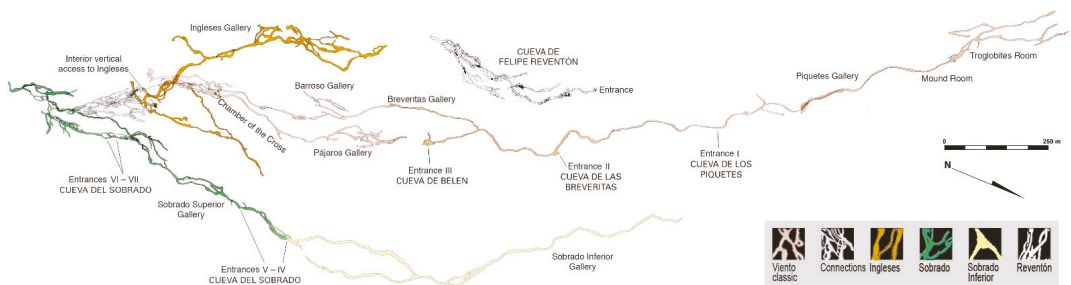 Ingleses Gallery
Interior vertical
access to Ingleses
CUEVA DE
FELIPE REVENTÓN
Entrance
Troglobites Room
Piquetes Gallery
Mound Room
Barroso Gallery
Breveritas Gallery
Chamber of the Cross
Pájaros Gallery
Entrance III
CUEVA DE BELEN
Entrance II
CUEVA DE LAS
BREVERITAS
Entrance I
CUEVA DE LOS
PIQUETES
0
250 m
N
Entrances VI – VII
CUEVA DEL SOBRADO
Sobrado Superior
Gallery
Entrances V – IV
CUEVA DEL SOBRADO
Sobrado Inferior
Gallery
Viento
classic
Connections
Ingleses
Sobrado
Sobrado
Inferior
Reventón